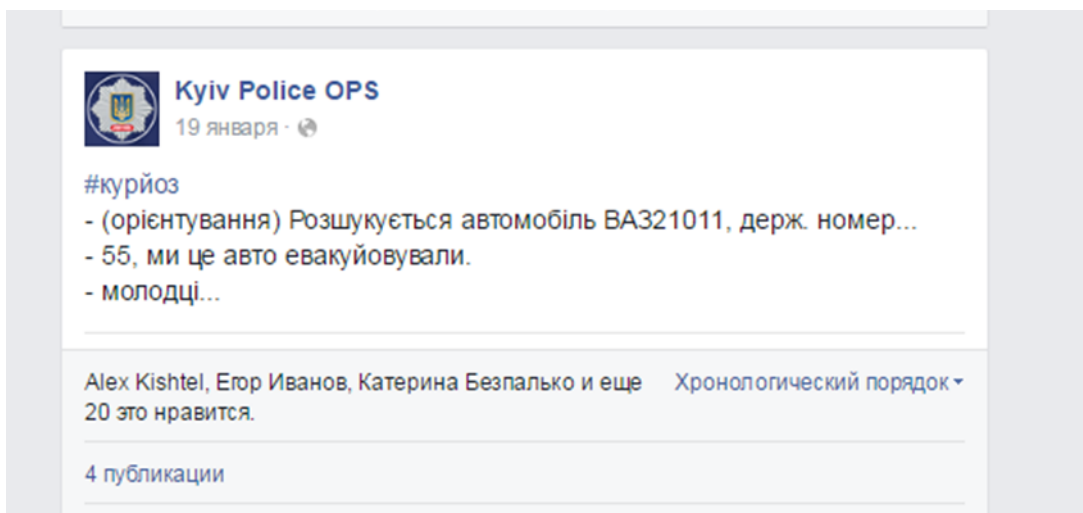 Kyiv Police OPS
19 января ·
#курйоз
- (орієнтування) Розшукується автомобіль ВАЗ21011, держ. номер...
- 55, ми це авто евакуйовували.
- молодці...
Alex Kishtel, Егор Иванов, Катерина Безпалько и еще
20 это нравится.
Хронологический порядок
4 публикации